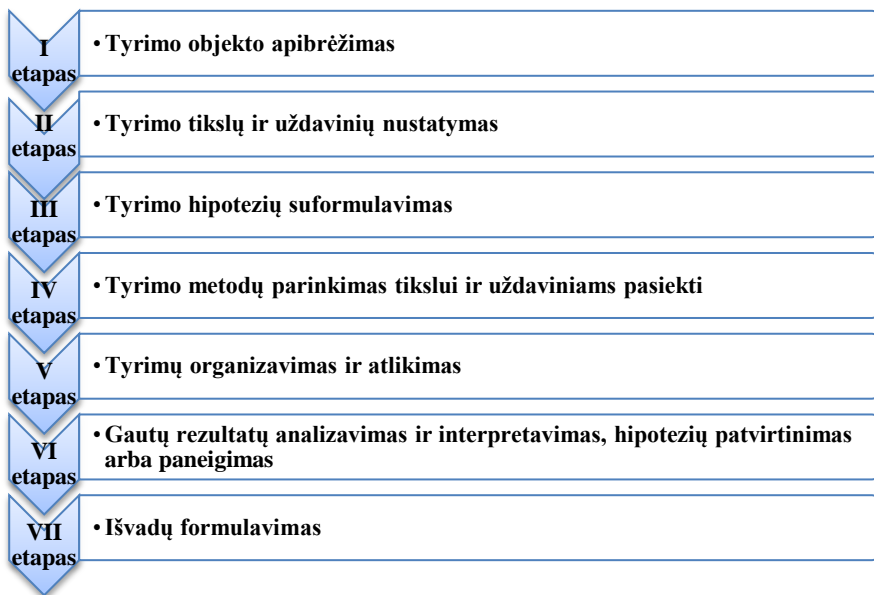 I
etapas
• Tyrimo objekto apibrėžimas
II
etapas
• Tyrimo tikslų ir uždavinių nustatymas
III
etapas
• Tyrimo hipotezių suformulavimas
IV
etapas
• Tyrimo metodų parinkimas tikslui ir uždaviniams pasiekti
V
etapas
• Tyrimų organizavimas ir atlikimas
VI
etapas
• Gautų rezultatų analizavimas ir interpretavimas, hipotezių patvirtinimas
arba paneigimas
VII
etapas
• Išvadų formulavimas